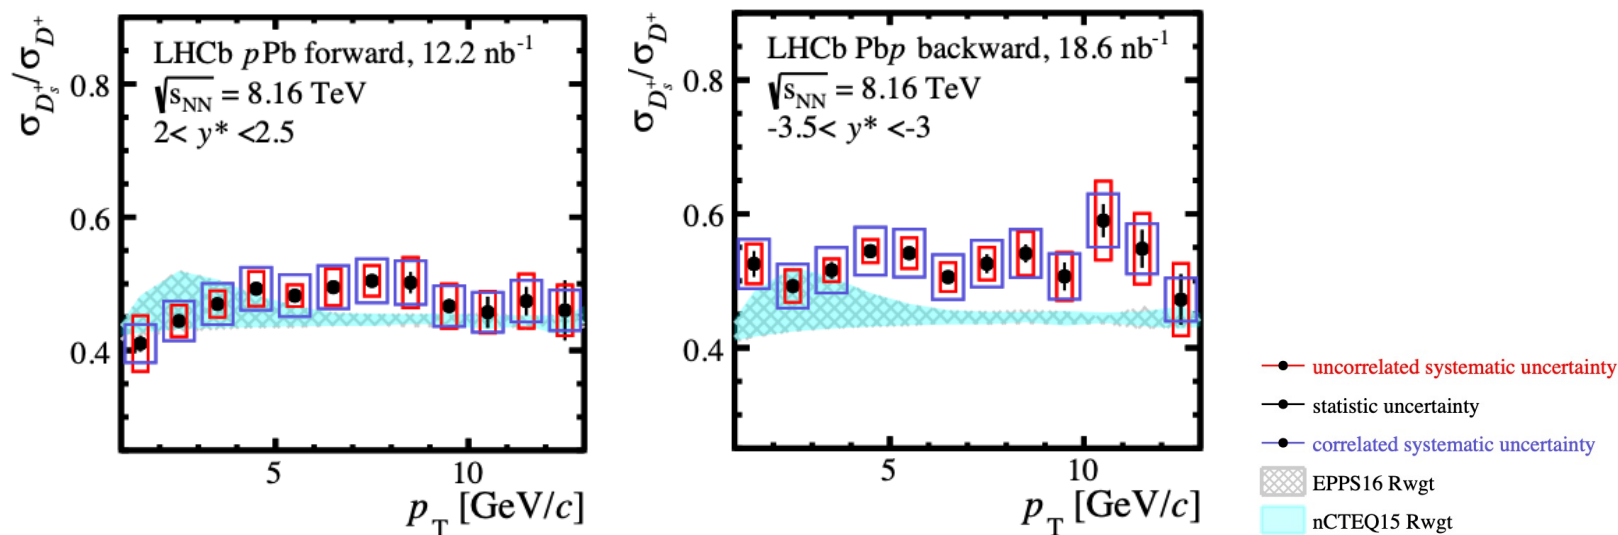 σ_{D_s^+}/σ_{D^+}
LHCb pPb forward, 12.2 nb⁻¹
√s_NN = 8.16 TeV
2< y* <2.5
0.8
0.6
0.4
5
10
p_T [GeV/c]
σ_{D_s^+}/σ_{D^+}
LHCb Pbp backward, 18.6 nb⁻¹
√s_NN = 8.16 TeV
-3.5< y* <-3
0.8
0.6
0.4
5
10
p_T [GeV/c]
uncorrelated systematic uncertainty
statistic uncertainty
correlated systematic uncertainty
EPPS16 Rwgt
nCTEQ15 Rwgt